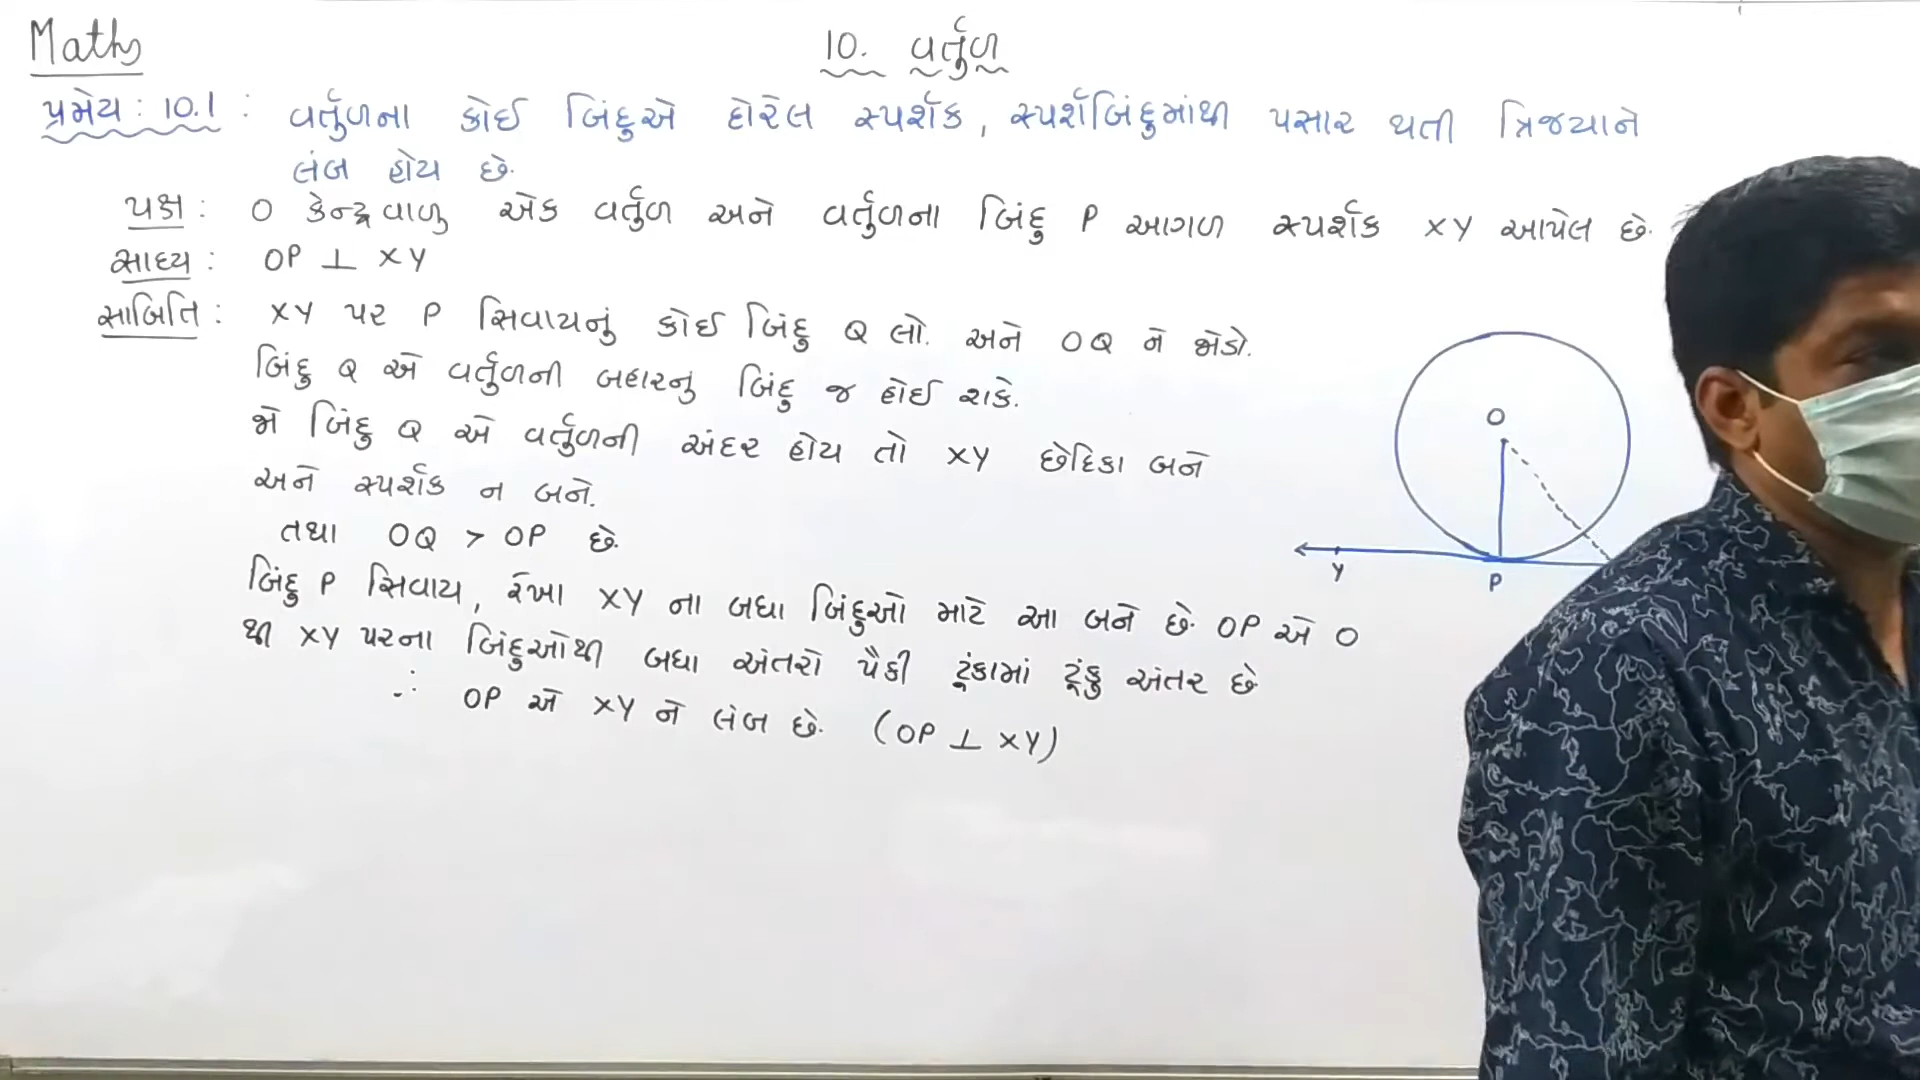 Maths
10. વર્તુળ
પ્રમેય : 10.1 : વર્તુળના કોઈ બિંદુએ દોરેલ સ્પર્શક, સ્પર્શબિંદુમાંથી પસાર થતી ત્રિજ્યાને
લંબ હોય છે.
પક્ષ : O કેન્દ્રવાળુ એક વર્તુળ અને વર્તુળના બિંદુ P આગળ સ્પર્શક XY આપેલ છે.
સાધ્ય : OP ⊥ XY
સાબિતિ : XY પર P સિવાયનું કોઈ બિંદુ Q લો. અને OQ ને જોડો.
બિંદુ Q એ વર્તુળની બહારનું બિંદુ જ હોઈ શકે.
જો બિંદુ Q એ વર્તુળની અંદર હોય તો XY છેદિકા બને
અને સ્પર્શક ન બને.
તથા OQ > OP છે.
બિંદુ P સિવાય, રેખા XY ના બધા બિંદુઓ માટે આ બને છે. OP એ O
થી XY પરના બિંદુઓથી બધા અંતરો પૈકી ટૂંકામાં ટૂંકુ અંતર છે
∴ OP એ XY ને લંબ છે. (OP ⊥ XY)
O
Y
P